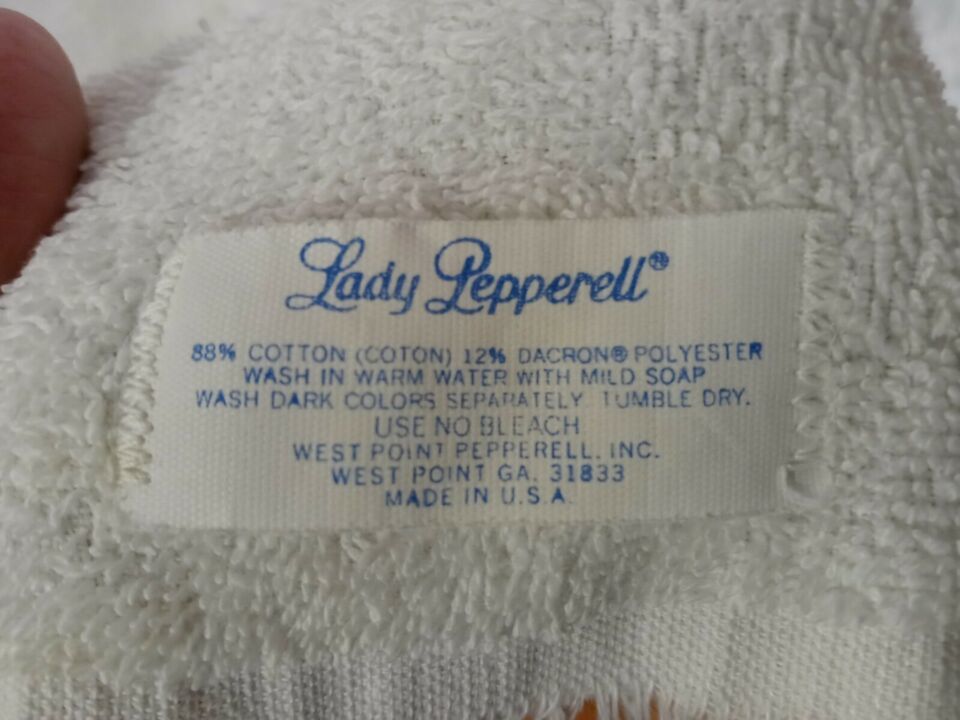 Lady Pepperell®
88% COTTON (COTON) 12% DACRON® POLYESTER
WASH IN WARM WATER WITH MILD SOAP
WASH DARK COLORS SEPARATELY TUMBLE DRY.
USE NO BLEACH.
WEST POINT PEPPERELL, INC.
WEST POINT GA. 31833
MADE IN U.S.A.